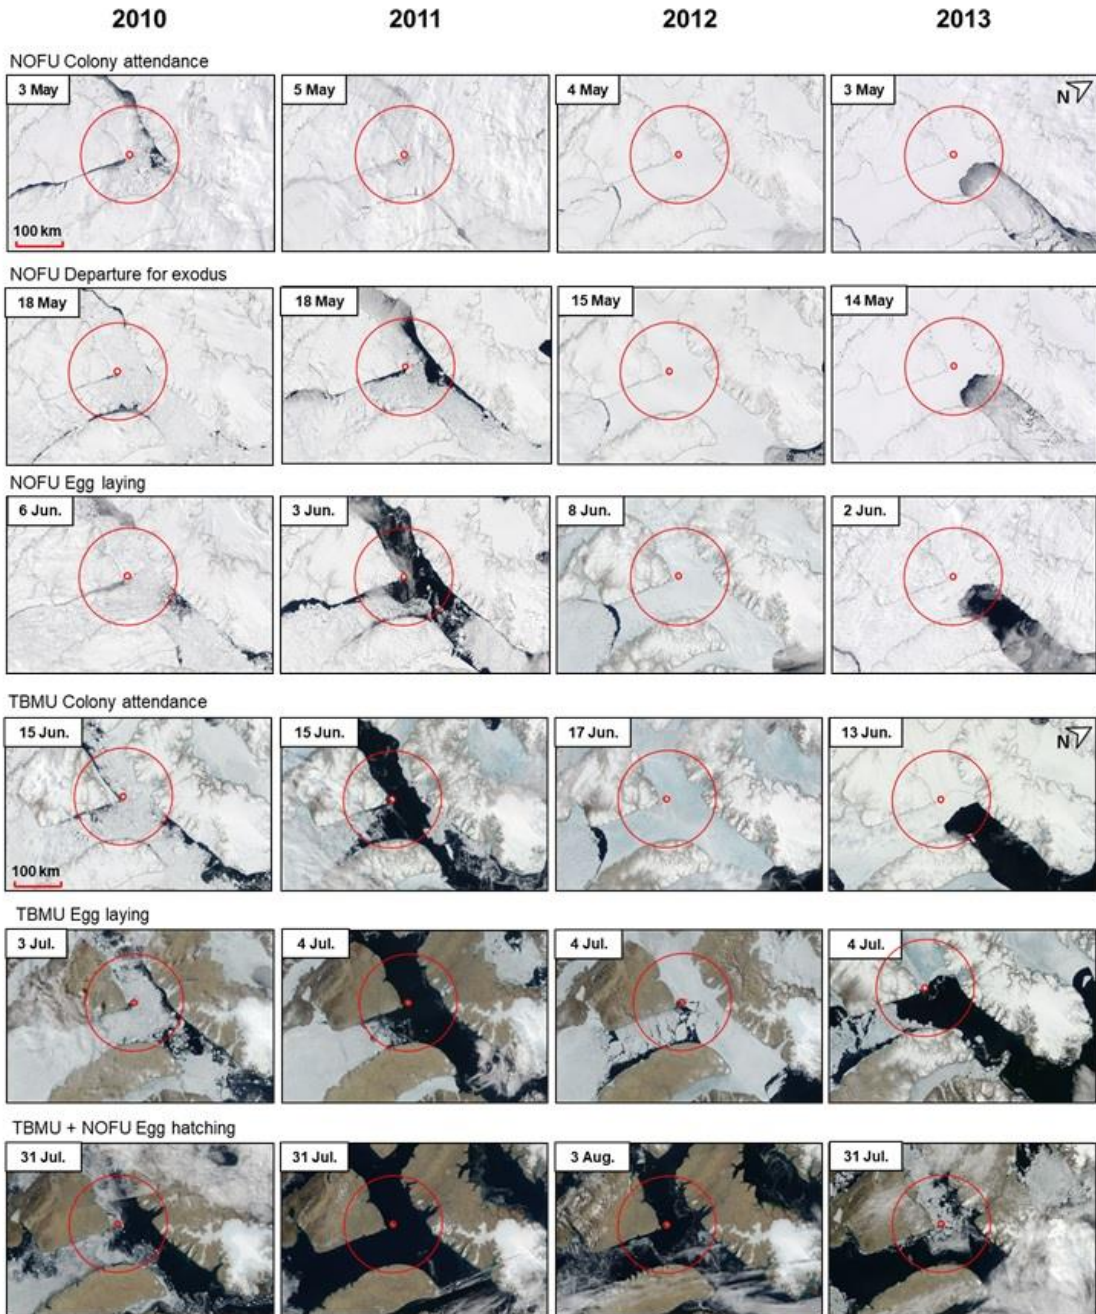 2010 2011 2012 2013
NOFU Colony attendance
3 May 5 May 4 May 3 May
N
100 km
NOFU Departure for exodus
18 May 18 May 15 May 14 May
NOFU Egg laying
6 Jun. 3 Jun. 8 Jun. 2 Jun.
TBMU Colony attendance
15 Jun. 15 Jun. 17 Jun. 13 Jun.
N
100 km
TBMU Egg laying
3 Jul. 4 Jul. 4 Jul. 4 Jul.
TBMU + NOFU Egg hatching
31 Jul. 31 Jul. 3 Aug. 31 Jul.